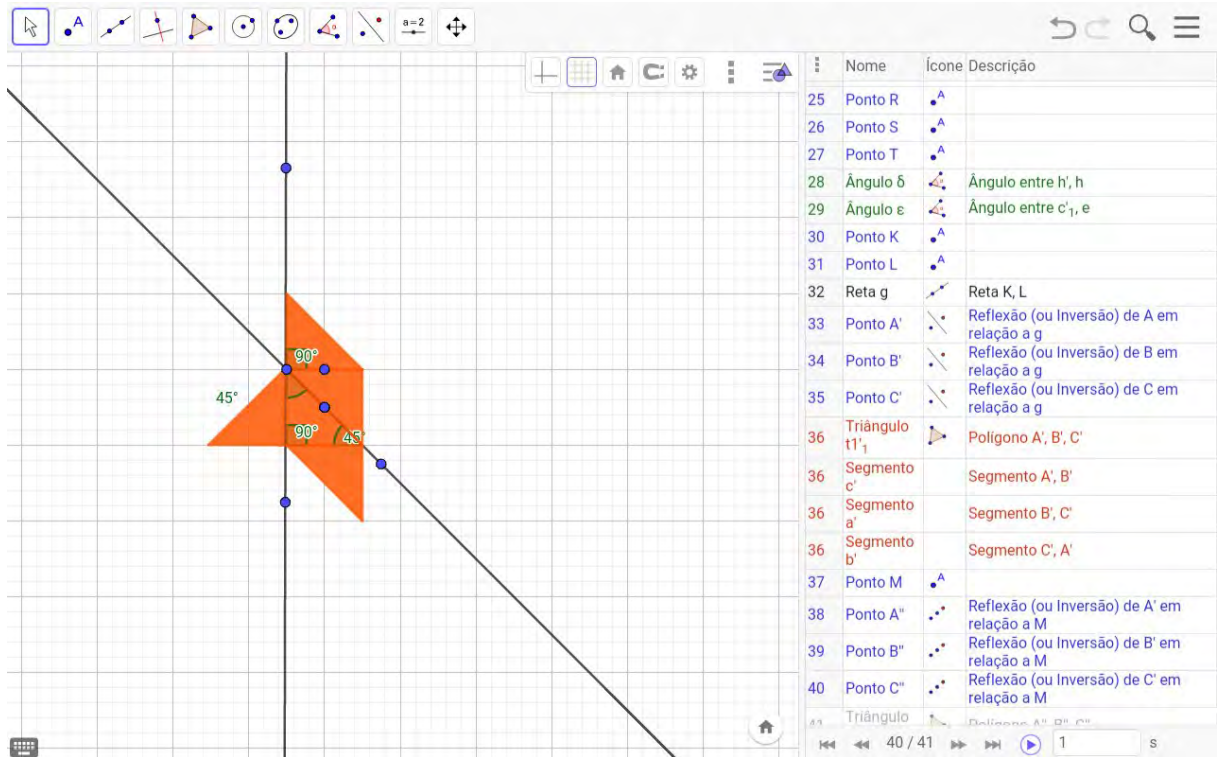 A
a=2
Nome Ícone Descrição
25 Ponto R
26 Ponto S
27 Ponto T
28 Ângulo δ Ângulo entre h', h
29 Ângulo ε Ângulo entre c'₁, e
30 Ponto K
31 Ponto L
32 Reta g Reta K, L
33 Ponto A' Reflexão (ou Inversão) de A em
relação a g
34 Ponto B' Reflexão (ou Inversão) de B em
relação a g
35 Ponto C' Reflexão (ou Inversão) de C em
relação a g
36 Triângulo
t1'₁ Polígono A', B', C'
36 Segmento
c' Segmento A', B'
36 Segmento
a' Segmento B', C'
36 Segmento
b' Segmento C', A'
37 Ponto M
38 Ponto A" Reflexão (ou Inversão) de A' em
relação a M
39 Ponto B" Reflexão (ou Inversão) de B' em
relação a M
40 Ponto C" Reflexão (ou Inversão) de C' em
relação a M
41 Triângulo Polígono A", B", C"
40 / 41 1 s
90°
45°
90°
45